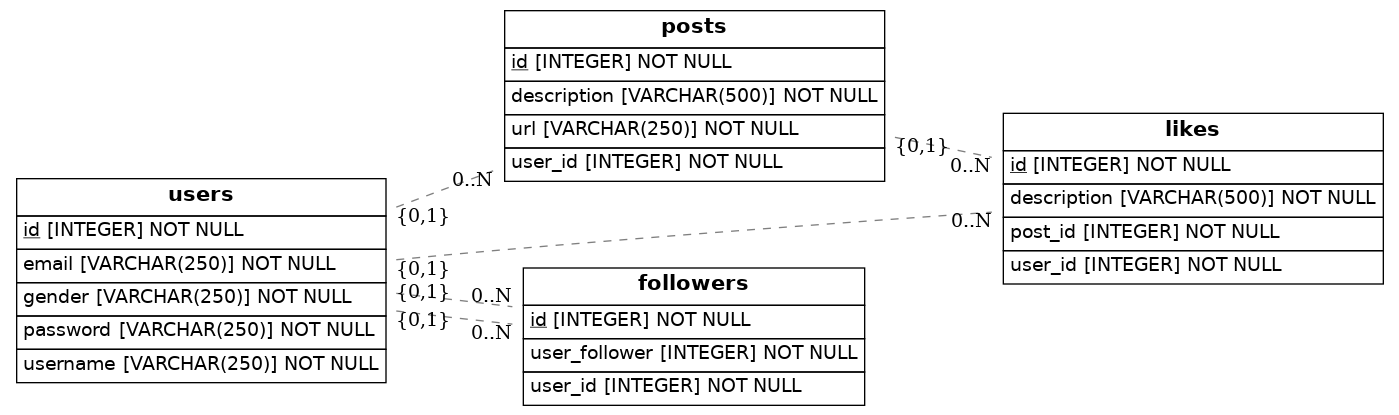 posts
id [INTEGER] NOT NULL
description [VARCHAR(500)] NOT NULL
url [VARCHAR(250)] NOT NULL
user_id [INTEGER] NOT NULL
{0,1}
0..N
likes
id [INTEGER] NOT NULL
description [VARCHAR(500)] NOT NULL
post_id [INTEGER] NOT NULL
user_id [INTEGER] NOT NULL
0..N
{0,1}
0..N
users
id [INTEGER] NOT NULL
email [VARCHAR(250)] NOT NULL
gender [VARCHAR(250)] NOT NULL
password [VARCHAR(250)] NOT NULL
username [VARCHAR(250)] NOT NULL
{0,1}
{0,1}
0..N
{0,1}
0..N
followers
id [INTEGER] NOT NULL
user_follower [INTEGER] NOT NULL
user_id [INTEGER] NOT NULL